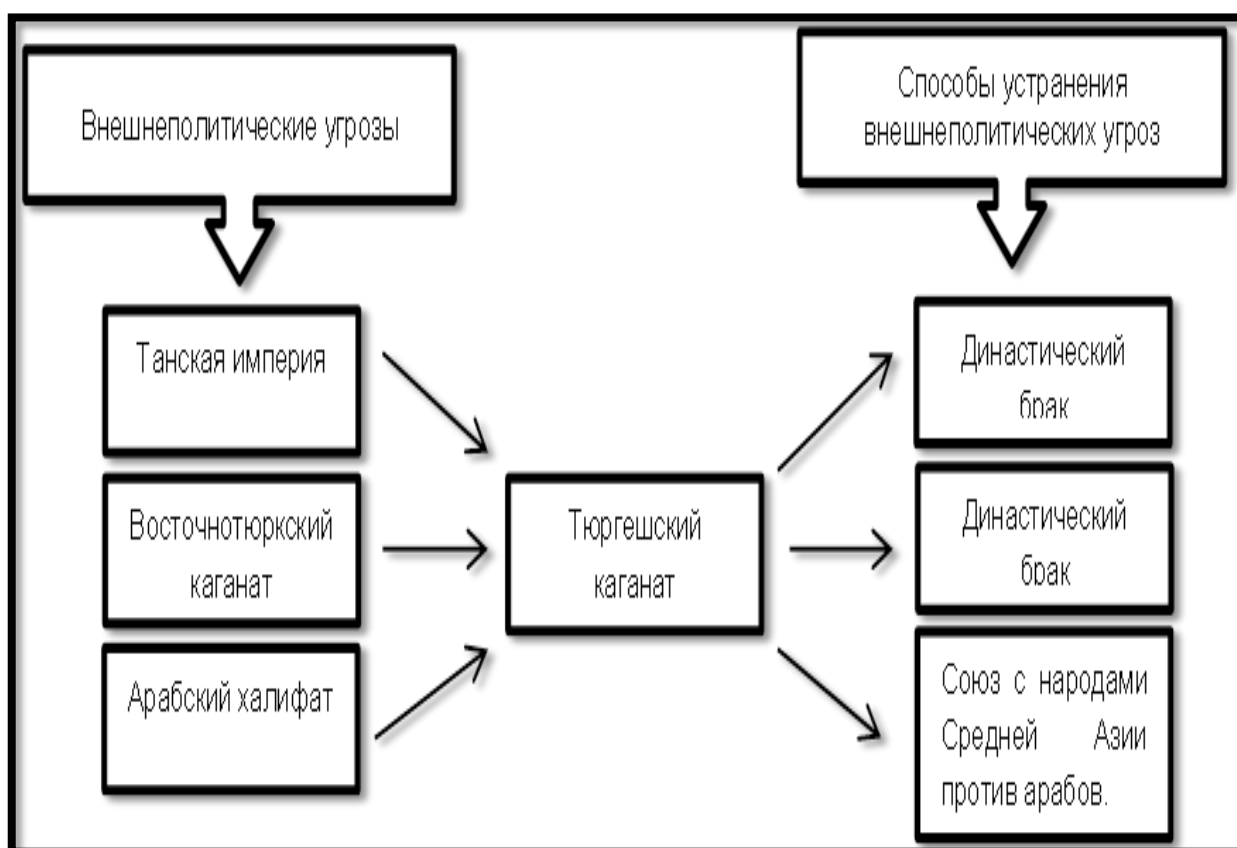 Внешнеполитические угрозы
Способы устранения
внешнеполитических угроз
Танская империя
Восточнотюркский
каганат
Арабский халифат
Тюргешский
каганат
Династический
брак
Династический
брак
Союз с народами
Средней Азии
против арабов.